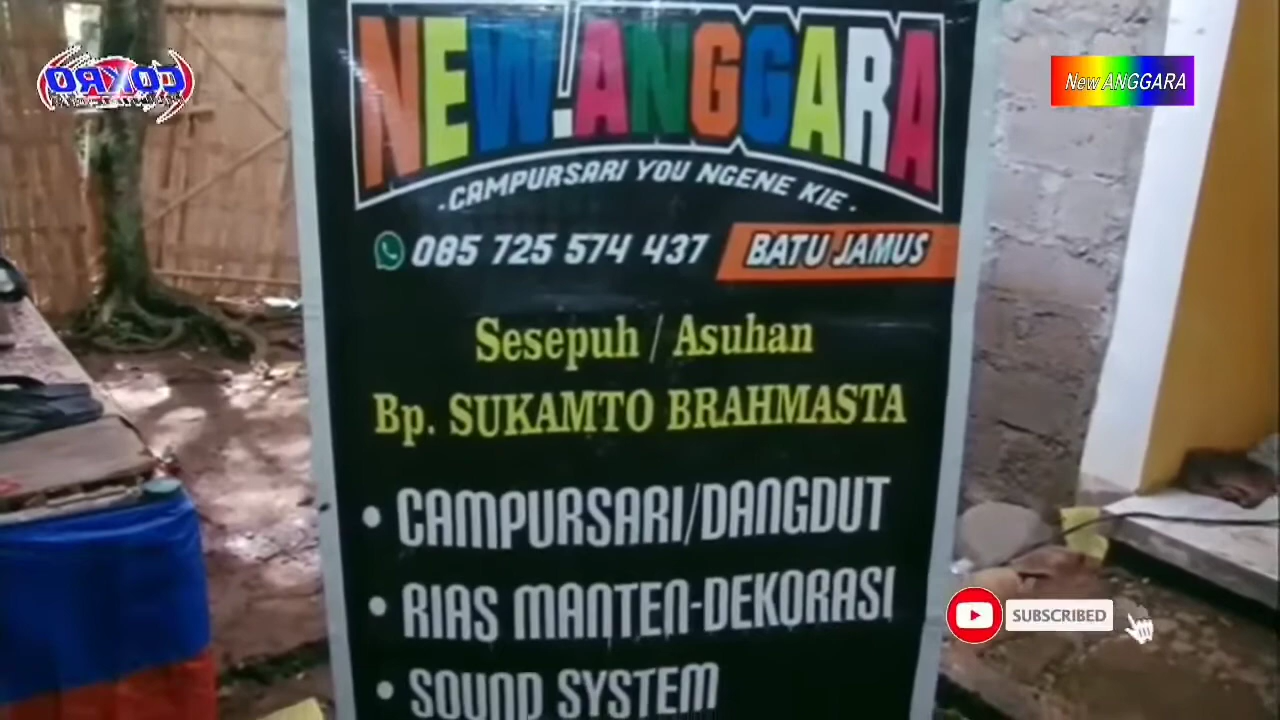 New ANGGARA
NEW.ANGGARA
-CAMPURSARI YOU NGENE KIE-
085 725 574 437
BATU JAMUS
Sesepuh / Asuhan
Bp. SUKAMTO BRAHMASTA
• CAMPURSARI/DANGDUT
• RIAS MANTEN-DEKORASI
• SOUND SYSTEM
SUBSCRIBED